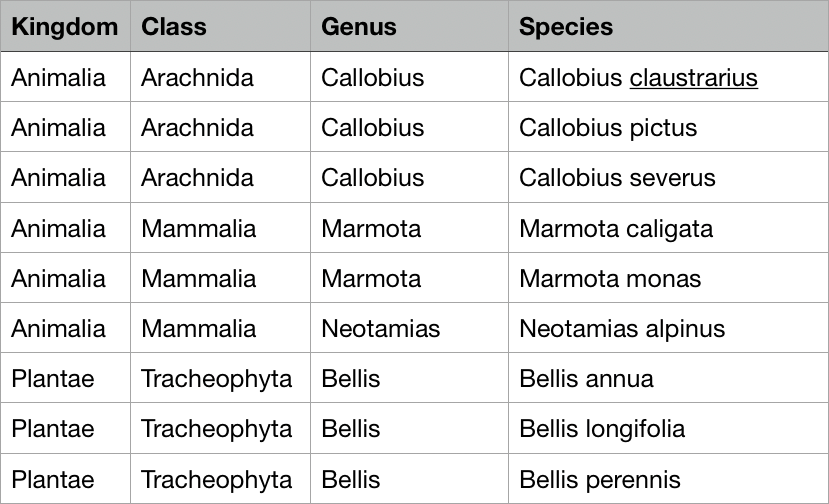 Kingdom Class Genus Species
Animalia Arachnida Callobius Callobius claustrarius
Animalia Arachnida Callobius Callobius pictus
Animalia Arachnida Callobius Callobius severus
Animalia Mammalia Marmota Marmota caligata
Animalia Mammalia Marmota Marmota monas
Animalia Mammalia Neotamias Neotamias alpinus
Plantae Tracheophyta Bellis Bellis annua
Plantae Tracheophyta Bellis Bellis longifolia
Plantae Tracheophyta Bellis Bellis perennis